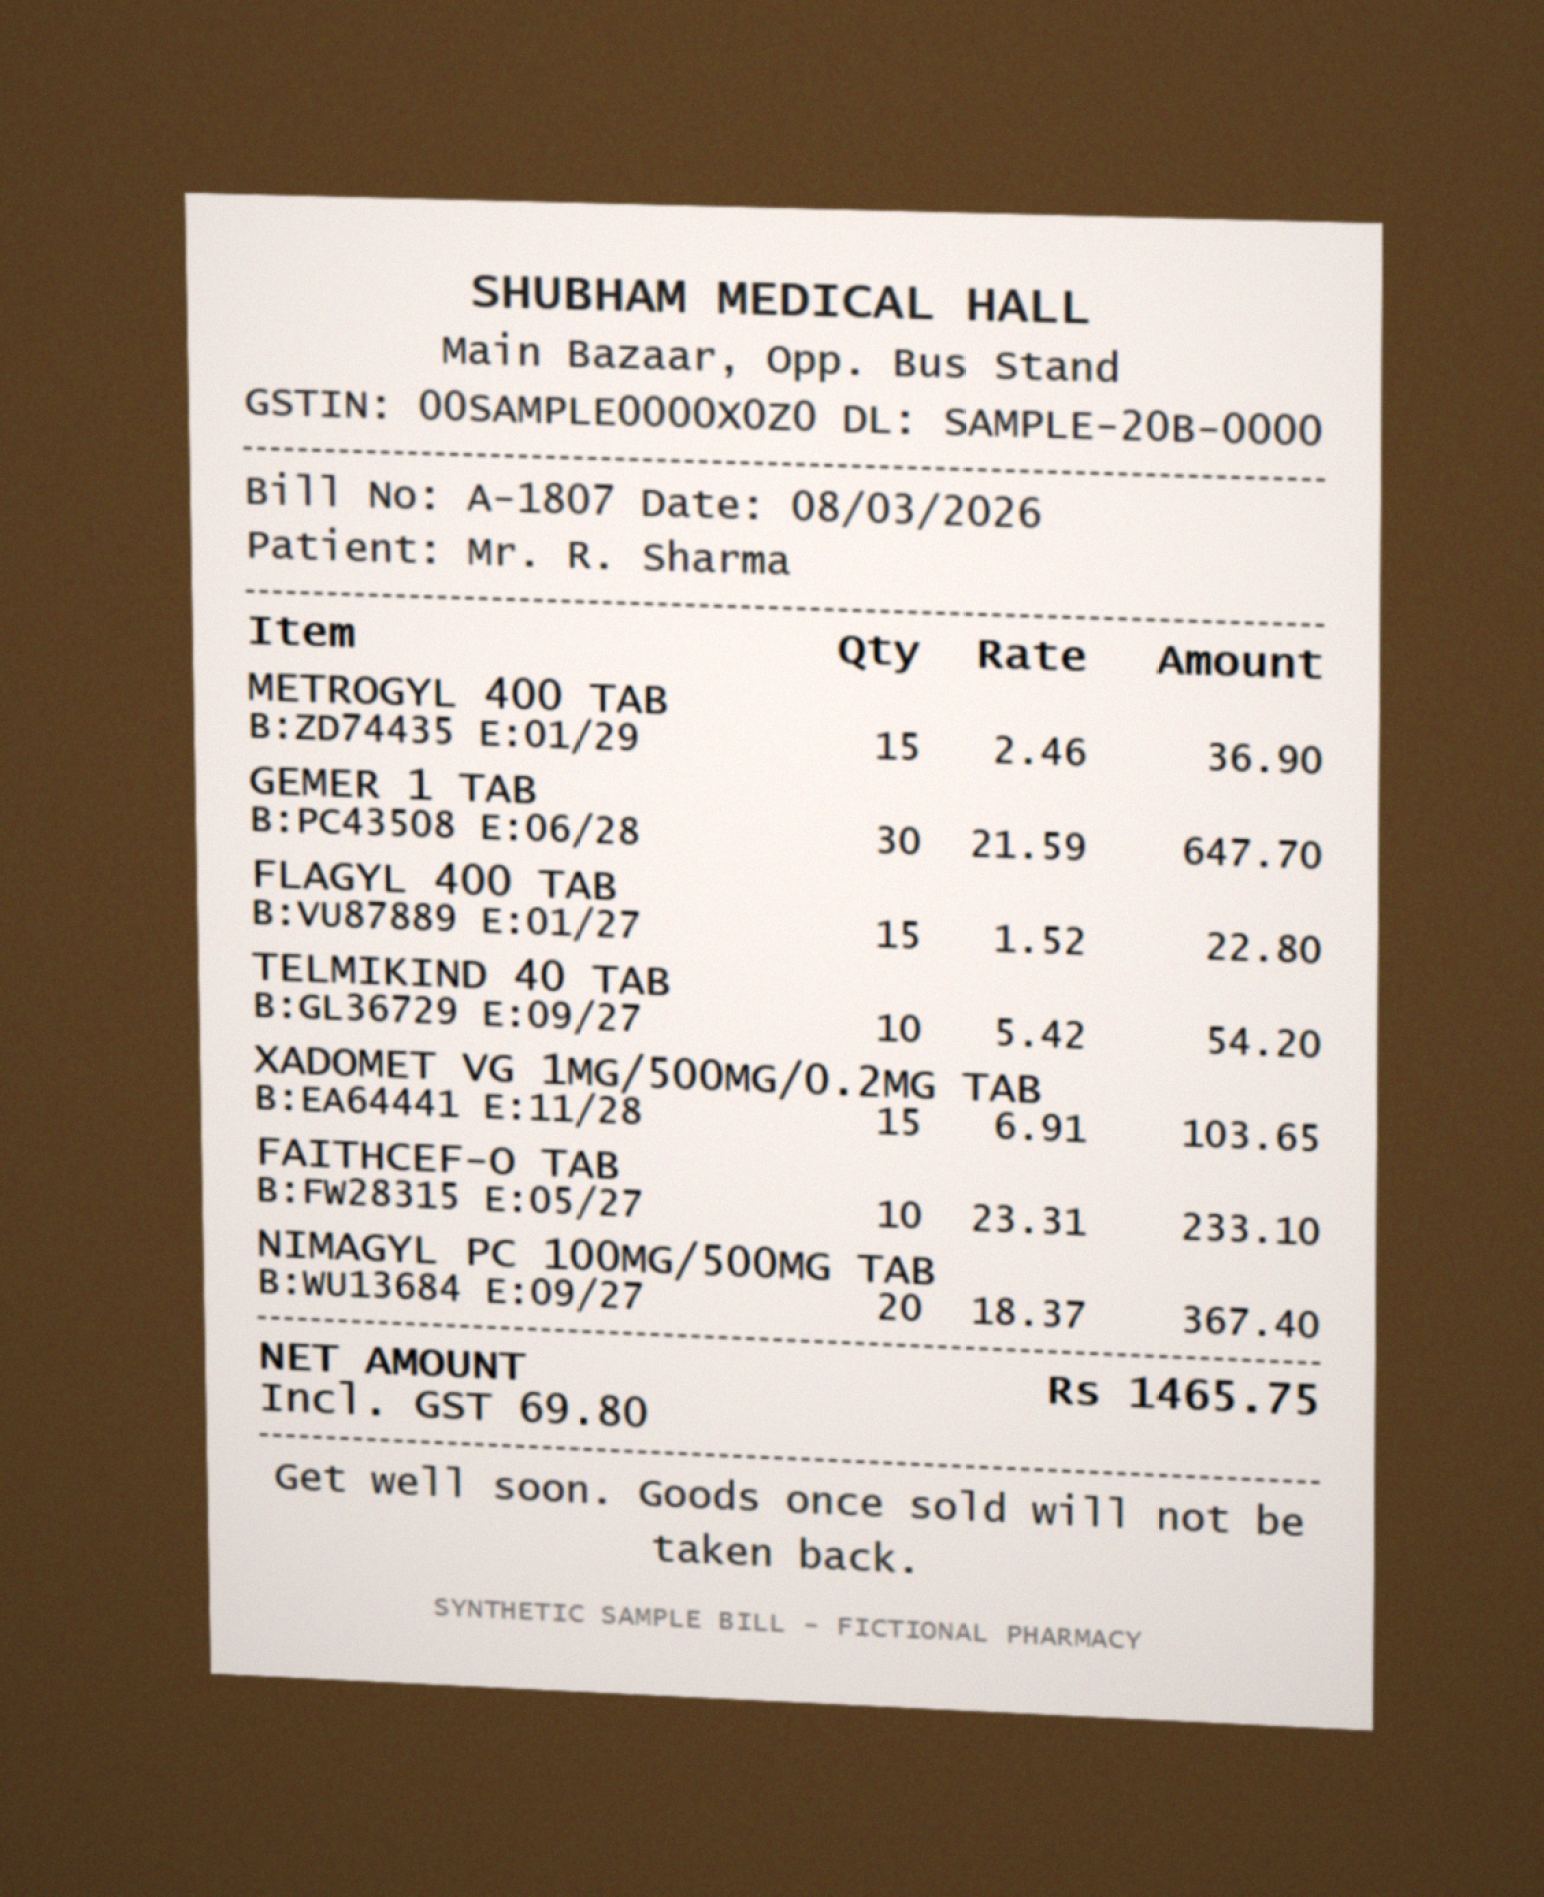 SHUBHAM MEDICAL HALL
Main Bazaar, Opp. Bus Stand
GSTIN: 00SAMPLE0000X0Z0 DL: SAMPLE-20B-0000
Bill No: A-1807 Date: 08/03/2026
Patient: Mr. R. Sharma
Item Qty Rate Amount
METROGYL 400 TAB
B:ZD74435 E:01/29 15 2.46 36.90
GEMER 1 TAB
B:PC43508 E:06/28 30 21.59 647.70
FLAGYL 400 TAB
B:VU87889 E:01/27 15 1.52 22.80
TELMIKIND 40 TAB
B:GL36729 E:09/27 10 5.42 54.20
XADOMET VG 1MG/500MG/0.2MG TAB
B:EA64441 E:11/28 15 6.91 103.65
FAITHCEF-O TAB
B:FW28315 E:05/27 10 23.31 233.10
NIMAGYL PC 100MG/500MG TAB
B:WU13684 E:09/27 20 18.37 367.40
NET AMOUNT Rs 1465.75
Incl. GST 69.80
Get well soon. Goods once sold will not be
taken back.
SYNTHETIC SAMPLE BILL - FICTIONAL PHARMACY